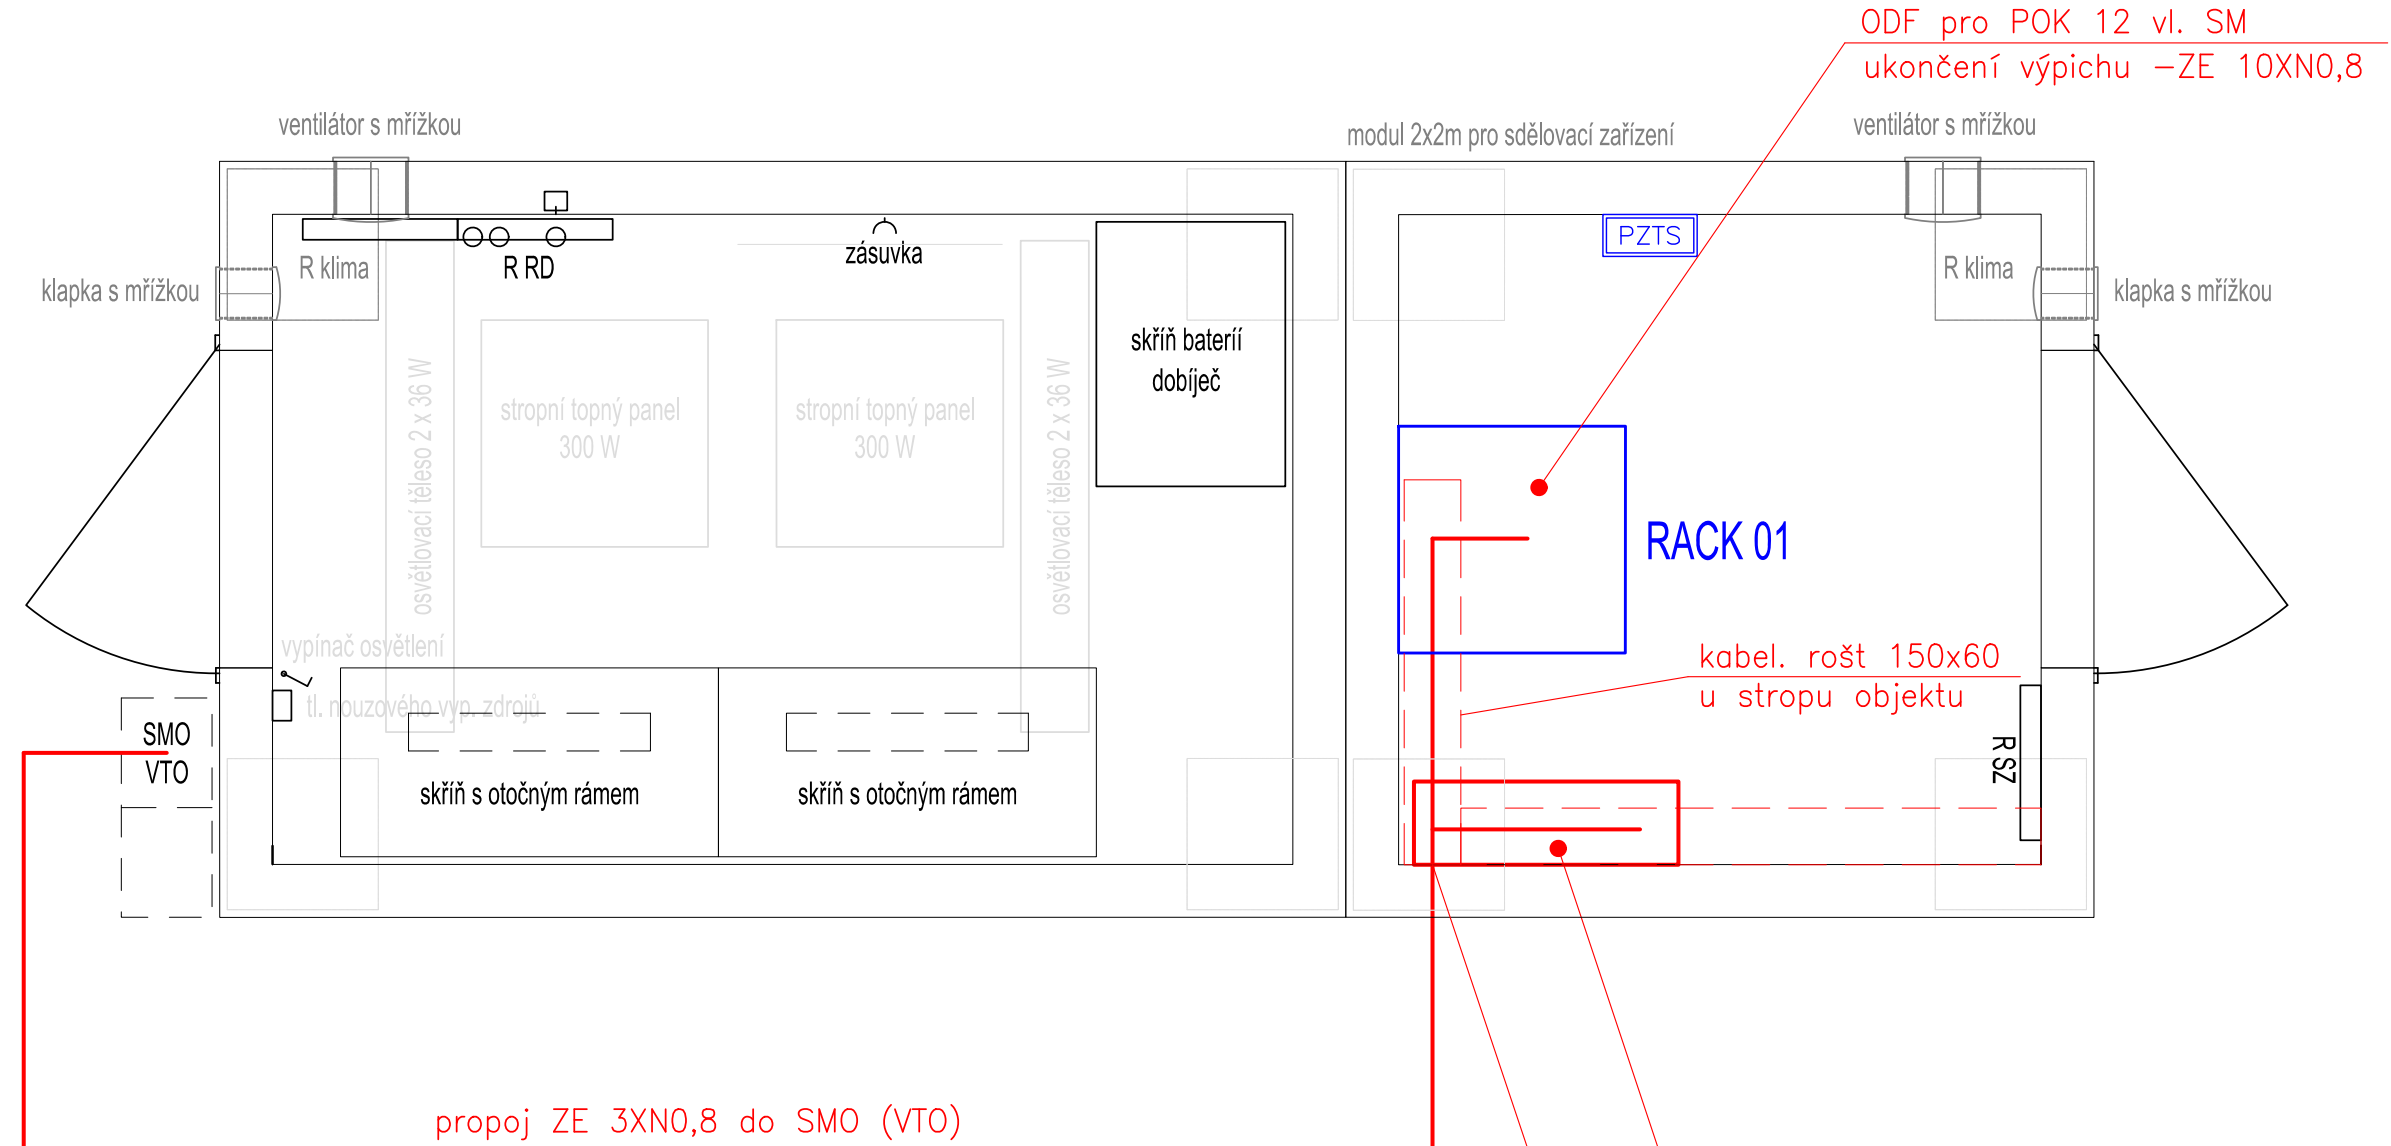 ODF pro POK 12 vl. SM
ukončení výpichu -ZE 10XN0,8
ventilátor s mřížkou
modul 2x2m pro sdělovací zařízení
ventilátor s mřížkou
klapka s mřížkou
R klima
R RD
zásuvka
PZTS
R klima
klapka s mřížkou
skříň bateríí
dobíječ
osvětlovací těleso 2 x 36 W
stropní topný panel
300 W
stropní topný panel
300 W
osvětlovací těleso 2 x 36 W
RACK 01
vypínač osvětlení
tl. nouzového vyp. zdrojů
kabel. rošt 150x60
u stropu objektu
SMO
VTO
skříň s otočným rámem
skříň s otočným rámem
R SZ
propoj ZE 3XN0,8 do SMO (VTO)